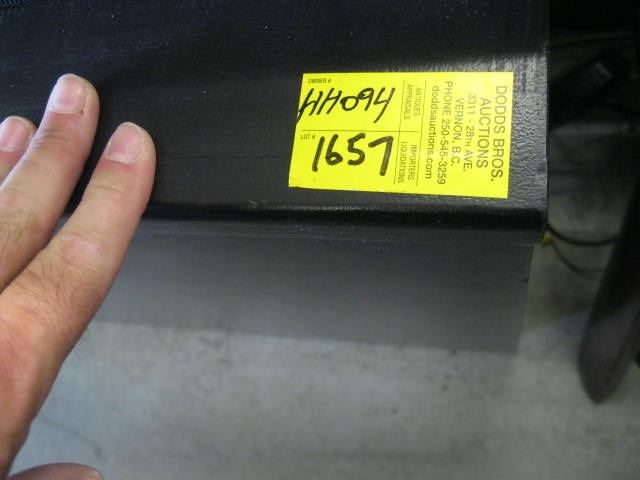 OWNER #
HH094
LOT #
1657
ANTIQUES
APPRAISALS
IMPORTERS
LIQUIDATIONS
DODDS BROS.
AUCTIONS
3311 - 28TH AVE.
VERNON, B.C.
PHONE 250-545-3259
doddsauctions.com